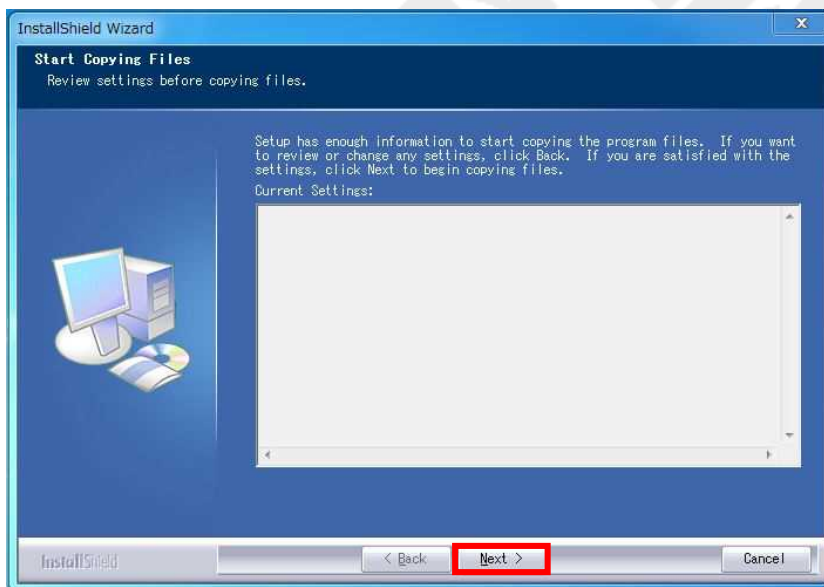 InstallShield Wizard
X
Start Copying Files
Review settings before copying files.
Setup has enough information to start copying the program files. If you want
to review or change any settings, click Back. If you are satisfied with the
settings, click Next to begin copying files.
Current Settings:
InstallShield
< Back Next > Cancel